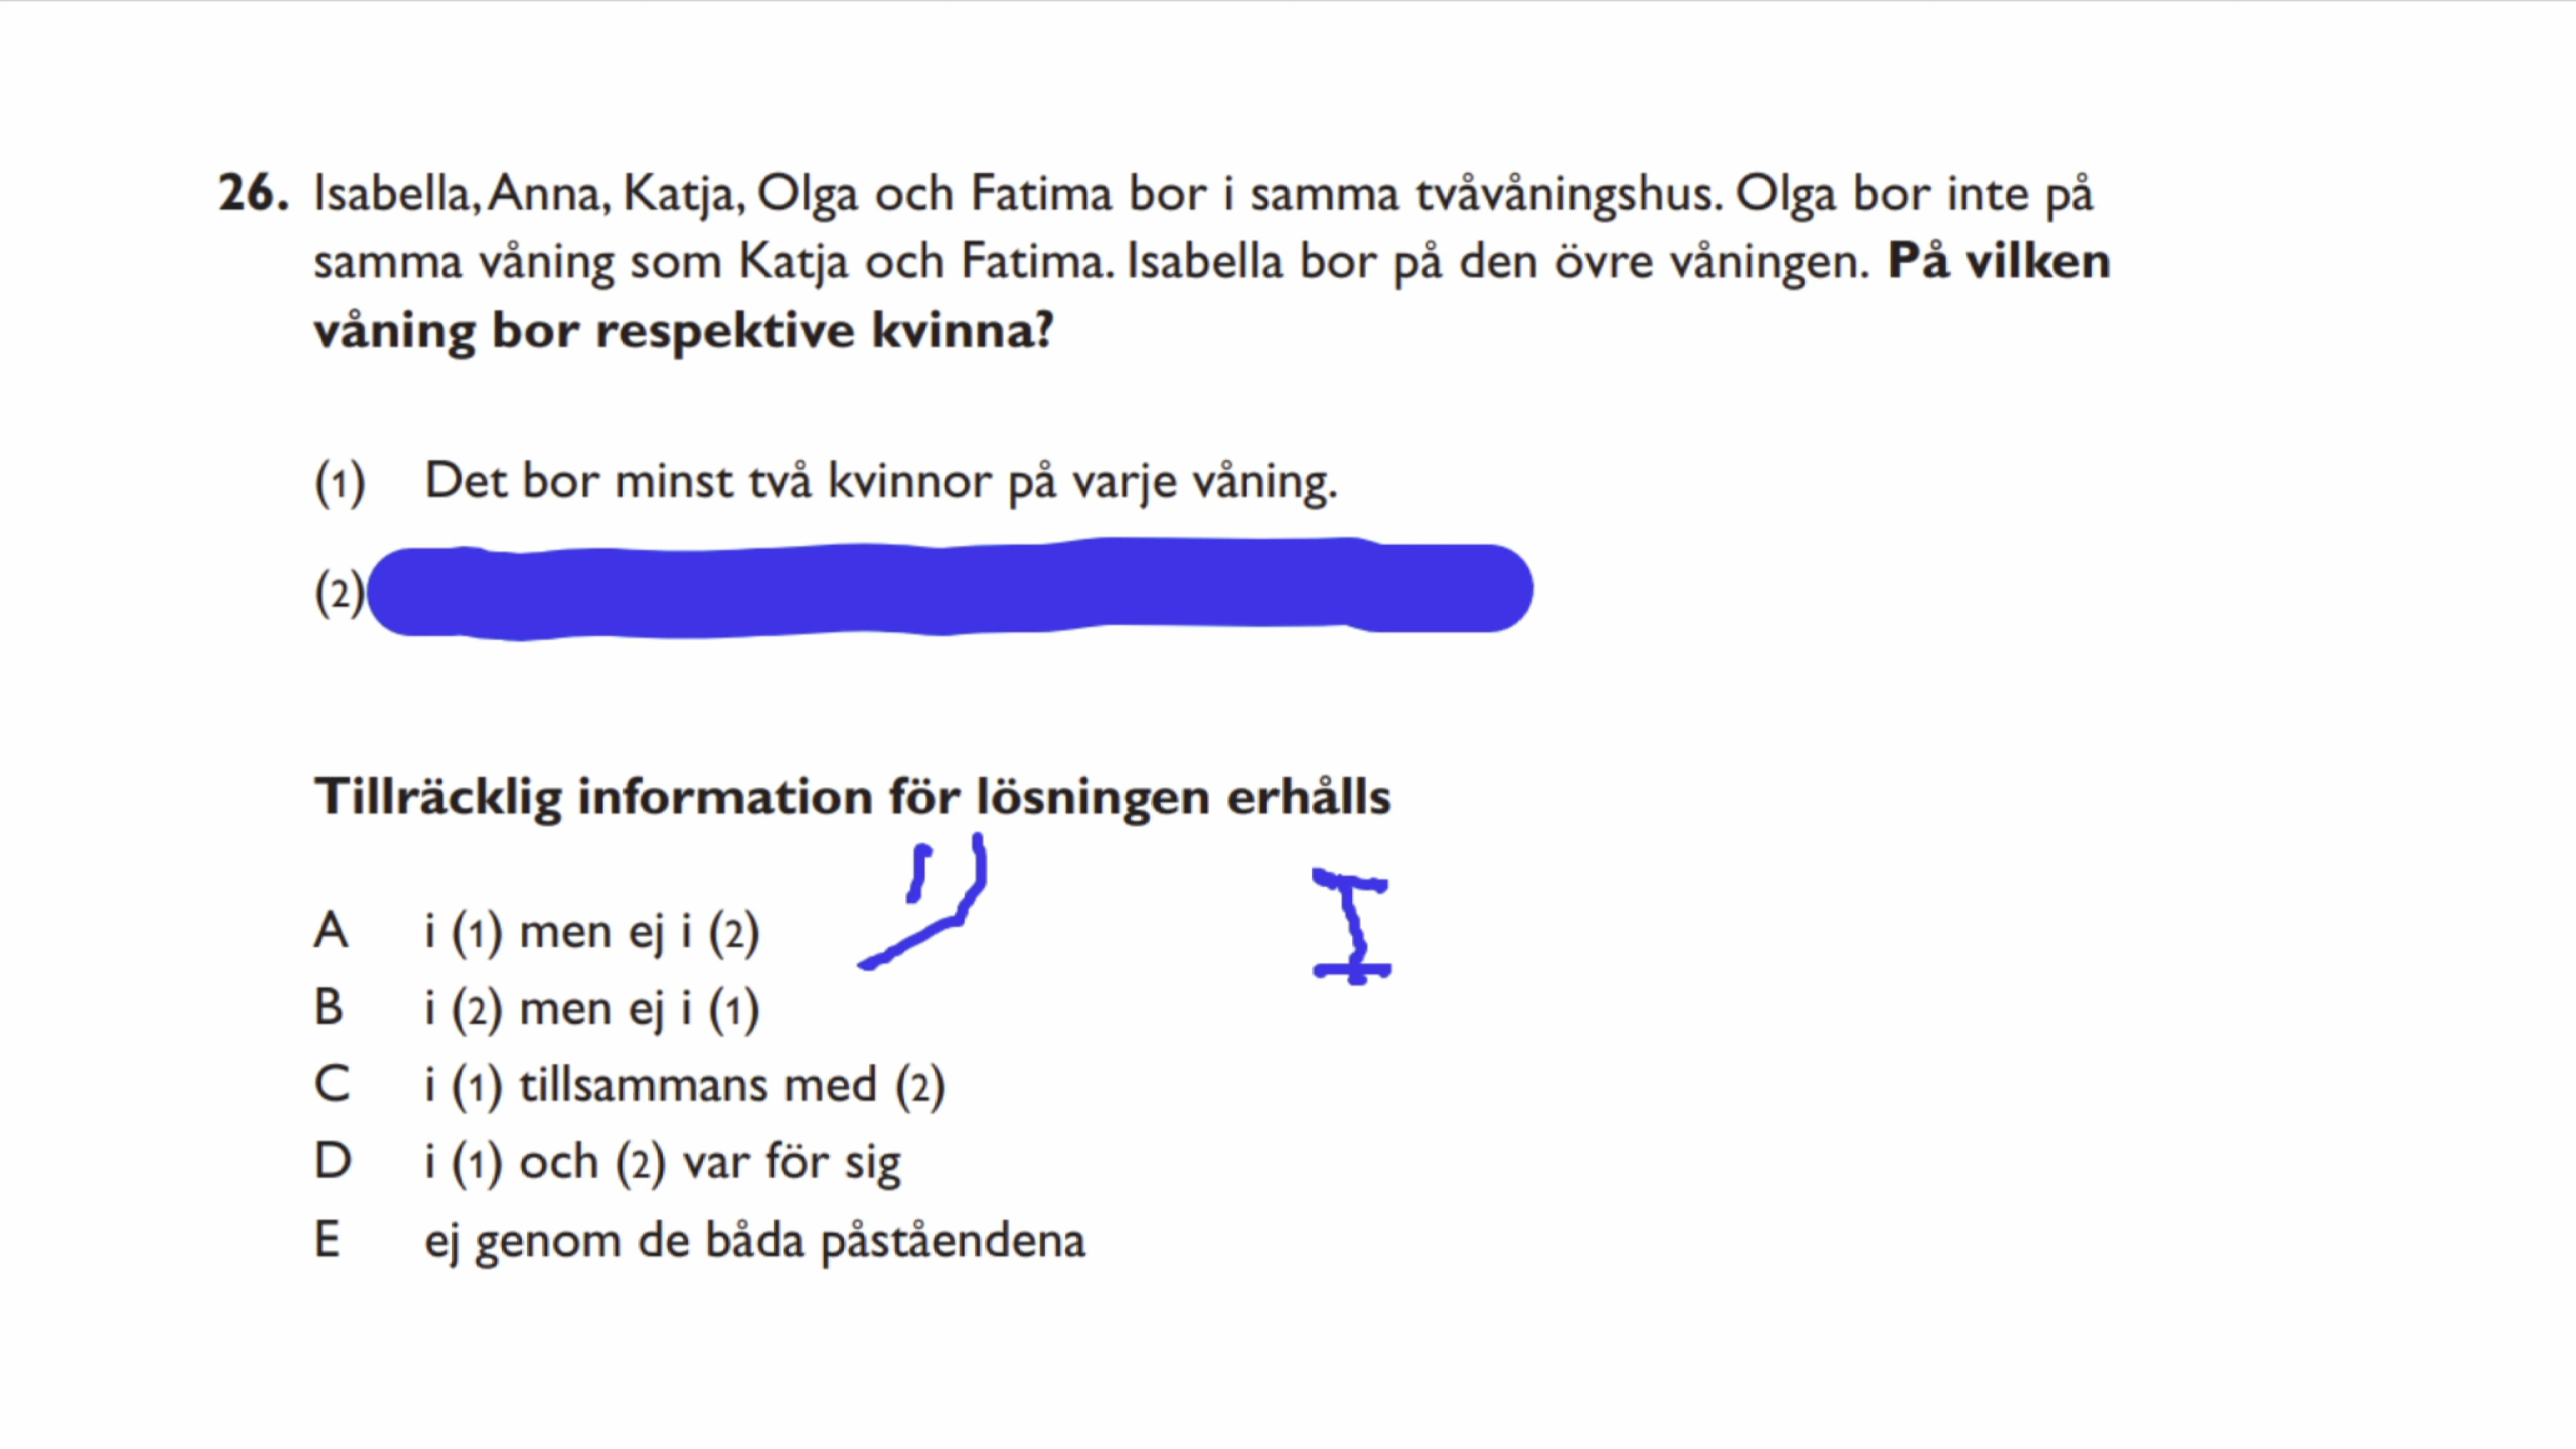 26. Isabella, Anna, Katja, Olga och Fatima bor i samma tvåvåningshus. Olga bor inte på
samma våning som Katja och Fatima. Isabella bor på den övre våningen. På vilken
våning bor respektive kvinna?
(1) Det bor minst två kvinnor på varje våning.
(2)
Tillräcklig information för lösningen erhålls
A i (1) men ej i (2)
B i (2) men ej i (1)
C i (1) tillsammans med (2)
D i (1) och (2) var för sig
E ej genom de båda påståendena